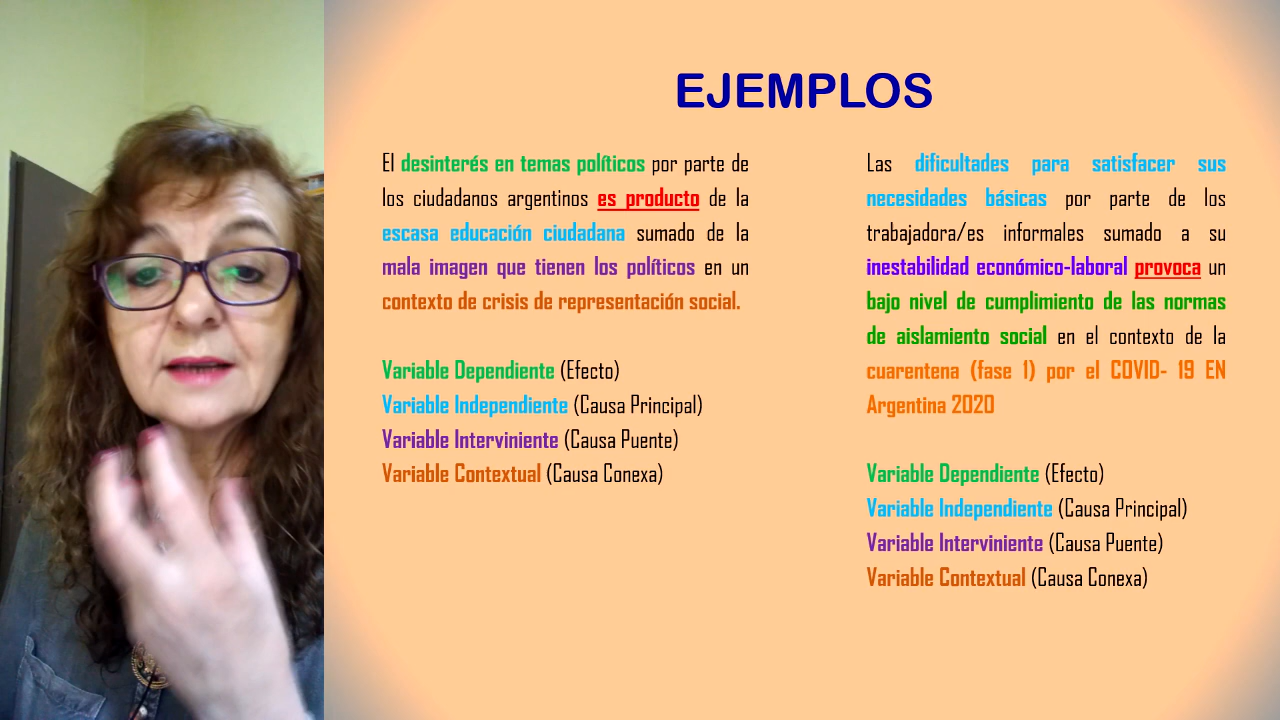 EJEMPLOS
El desinterés en temas políticos por parte de
los ciudadanos argentinos es producto de la
escasa educación ciudadana sumado de la
mala imagen que tienen los políticos en un
contexto de crisis de representación social.
Variable Dependiente (Efecto)
Variable Independiente (Causa Principal)
Variable Interviniente (Causa Puente)
Variable Contextual (Causa Conexa)
Las dificultades para satisfacer sus
necesidades básicas por parte de los
trabajadora/es informales sumado a su
inestabilidad económico-laboral provoca un
bajo nivel de cumplimiento de las normas
de aislamiento social en el contexto de la
cuarentena (fase 1) por el COVID- 19 EN
Argentina 2020
Variable Dependiente (Efecto)
Variable Independiente (Causa Principal)
Variable Interviniente (Causa Puente)
Variable Contextual (Causa Conexa)